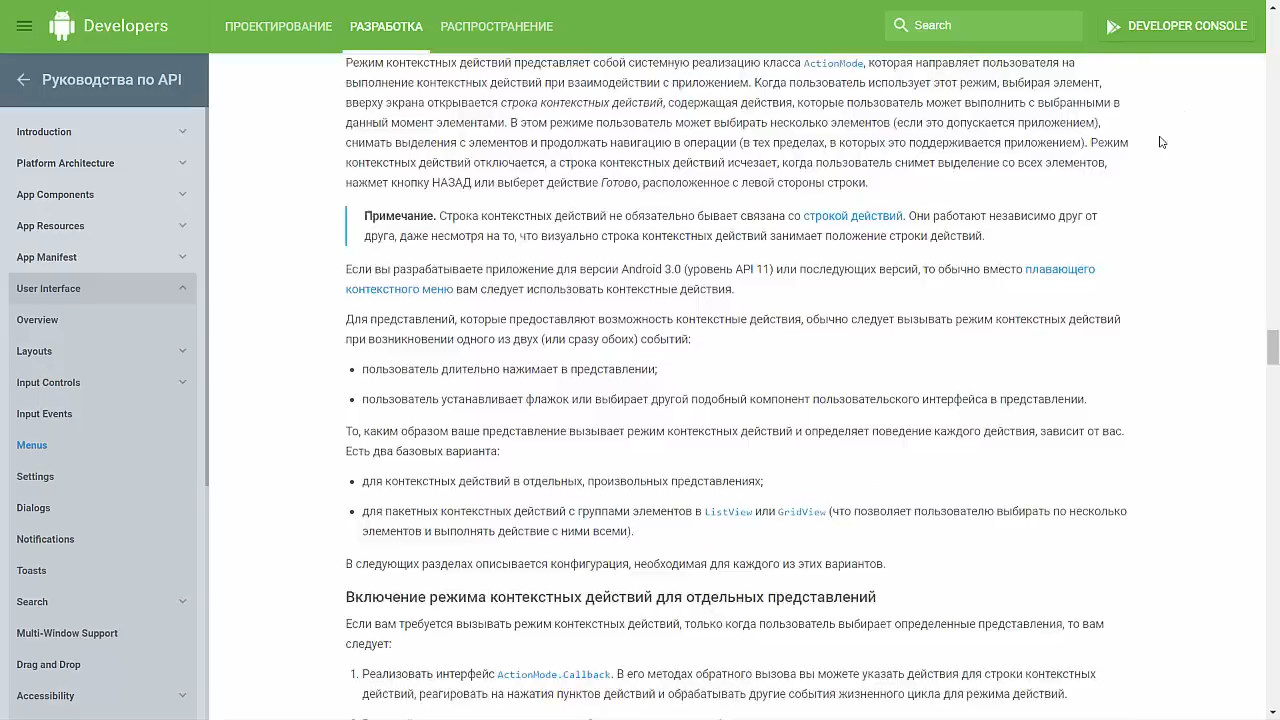 Developers
ПРОЕКТИРОВАНИЕ
РАЗРАБОТКА
РАСПРОСТРАНЕНИЕ
Search
DEVELOPER CONSOLE
Руководства по API
Introduction
Platform Architecture
App Components
App Resources
App Manifest
User Interface
Overview
Layouts
Input Controls
Input Events
Menus
Settings
Dialogs
Notifications
Toasts
Search
Multi-Window Support
Drag and Drop
Accessibility
Режим контекстных действий представляет собой системную реализацию класса ActionMode, которая направляет пользователя на
выполнение контекстных действий при взаимодействии с приложением. Когда пользователь использует этот режим, выбирая элемент,
вверху экрана открывается строка контекстных действий, содержащая действия, которые пользователь может выполнить с выбранными в
данный момент элементами. В этом режиме пользователь может выбирать несколько элементов (если это допускается приложением),
снимать выделения с элементов и продолжать навигацию в операции (в тех пределах, в которых это поддерживается приложением). Режим
контекстных действий отключается, а строка контекстных действий исчезает, когда пользователь снимет выделение со всех элементов,
нажмет кнопку НАЗАД или выберет действие Готово, расположенное с левой стороны строки.
Примечание. Строка контекстных действий не обязательно бывает связана со строкой действий. Они работают независимо друг от
друга, даже несмотря на то, что визуально строка контекстных действий занимает положение строки действий.
Если вы разрабатываете приложение для версии Android 3.0 (уровень API 11) или последующих версий, то обычно вместо плавающего
контекстного меню вам следует использовать контекстные действия.
Для представлений, которые предоставляют возможность контекстные действия, обычно следует вызывать режим контекстных действий
при возникновении одного из двух (или сразу обоих) событий:
• пользователь длительно нажимает в представлении;
• пользователь устанавливает флажок или выбирает другой подобный компонент пользовательского интерфейса в представлении.
То, каким образом ваше представление вызывает режим контекстных действий и определяет поведение каждого действия, зависит от вас.
Есть два базовых варианта:
• для контекстных действий в отдельных, произвольных представлениях;
• для пакетных контекстных действий с группами элементов в ListView или GridView (что позволяет пользователю выбирать по несколько
элементов и выполнять действие с ними всеми).
В следующих разделах описывается конфигурация, необходимая для каждого из этих вариантов.
Включение режима контекстных действий для отдельных представлений
Если вам требуется вызывать режим контекстных действий, только когда пользователь выбирает определенные представления, то вам
следует:
1. Реализовать интерфейс ActionMode.Callback. В его методах обратного вызова вы можете указать действия для строки контекстных
действий, реагировать на нажатия пунктов действий и обрабатывать другие события жизненного цикла для режима действий.